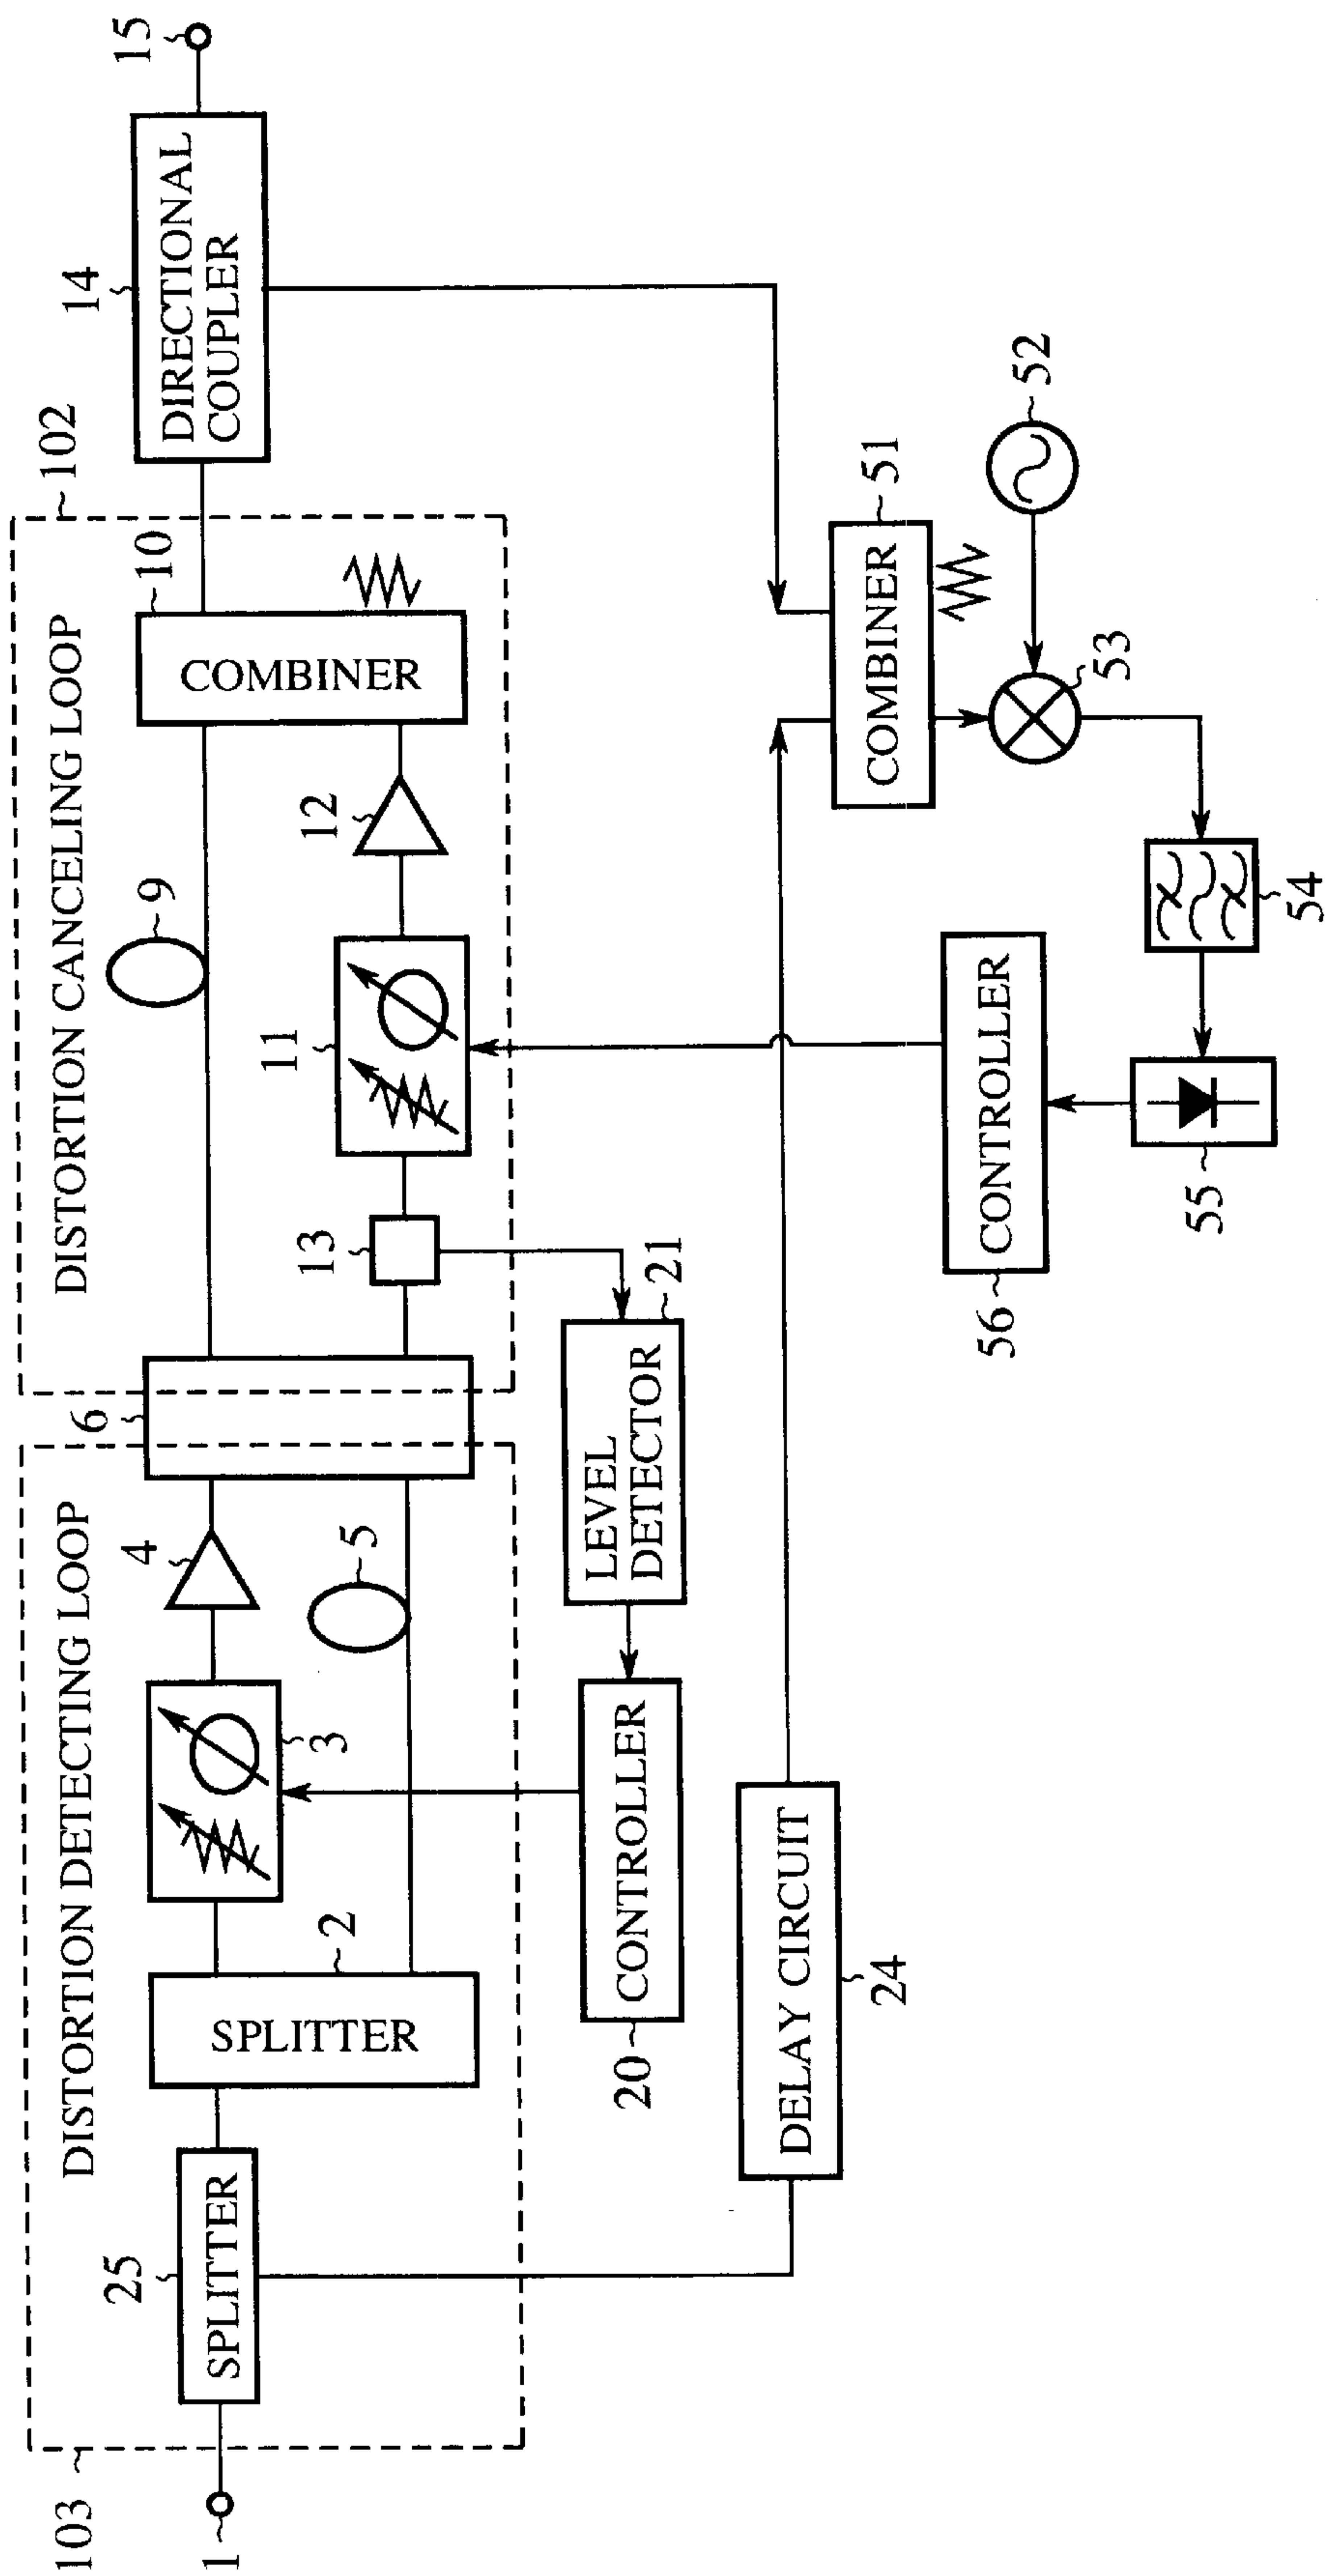 103
DISTORTION DETECTING LOOP
DISTORTION CANCELING LOOP
102
1
25
SPLITTER
2
SPLITTER
3
4
5
6
9
13
11
12
10
COMBINER
14
DIRECTIONAL
COUPLER
15
20
CONTROLLER
21
LEVEL
DETECTOR
24
DELAY CIRCUIT
56
CONTROLLER
55
54
53
52
51
COMBINER